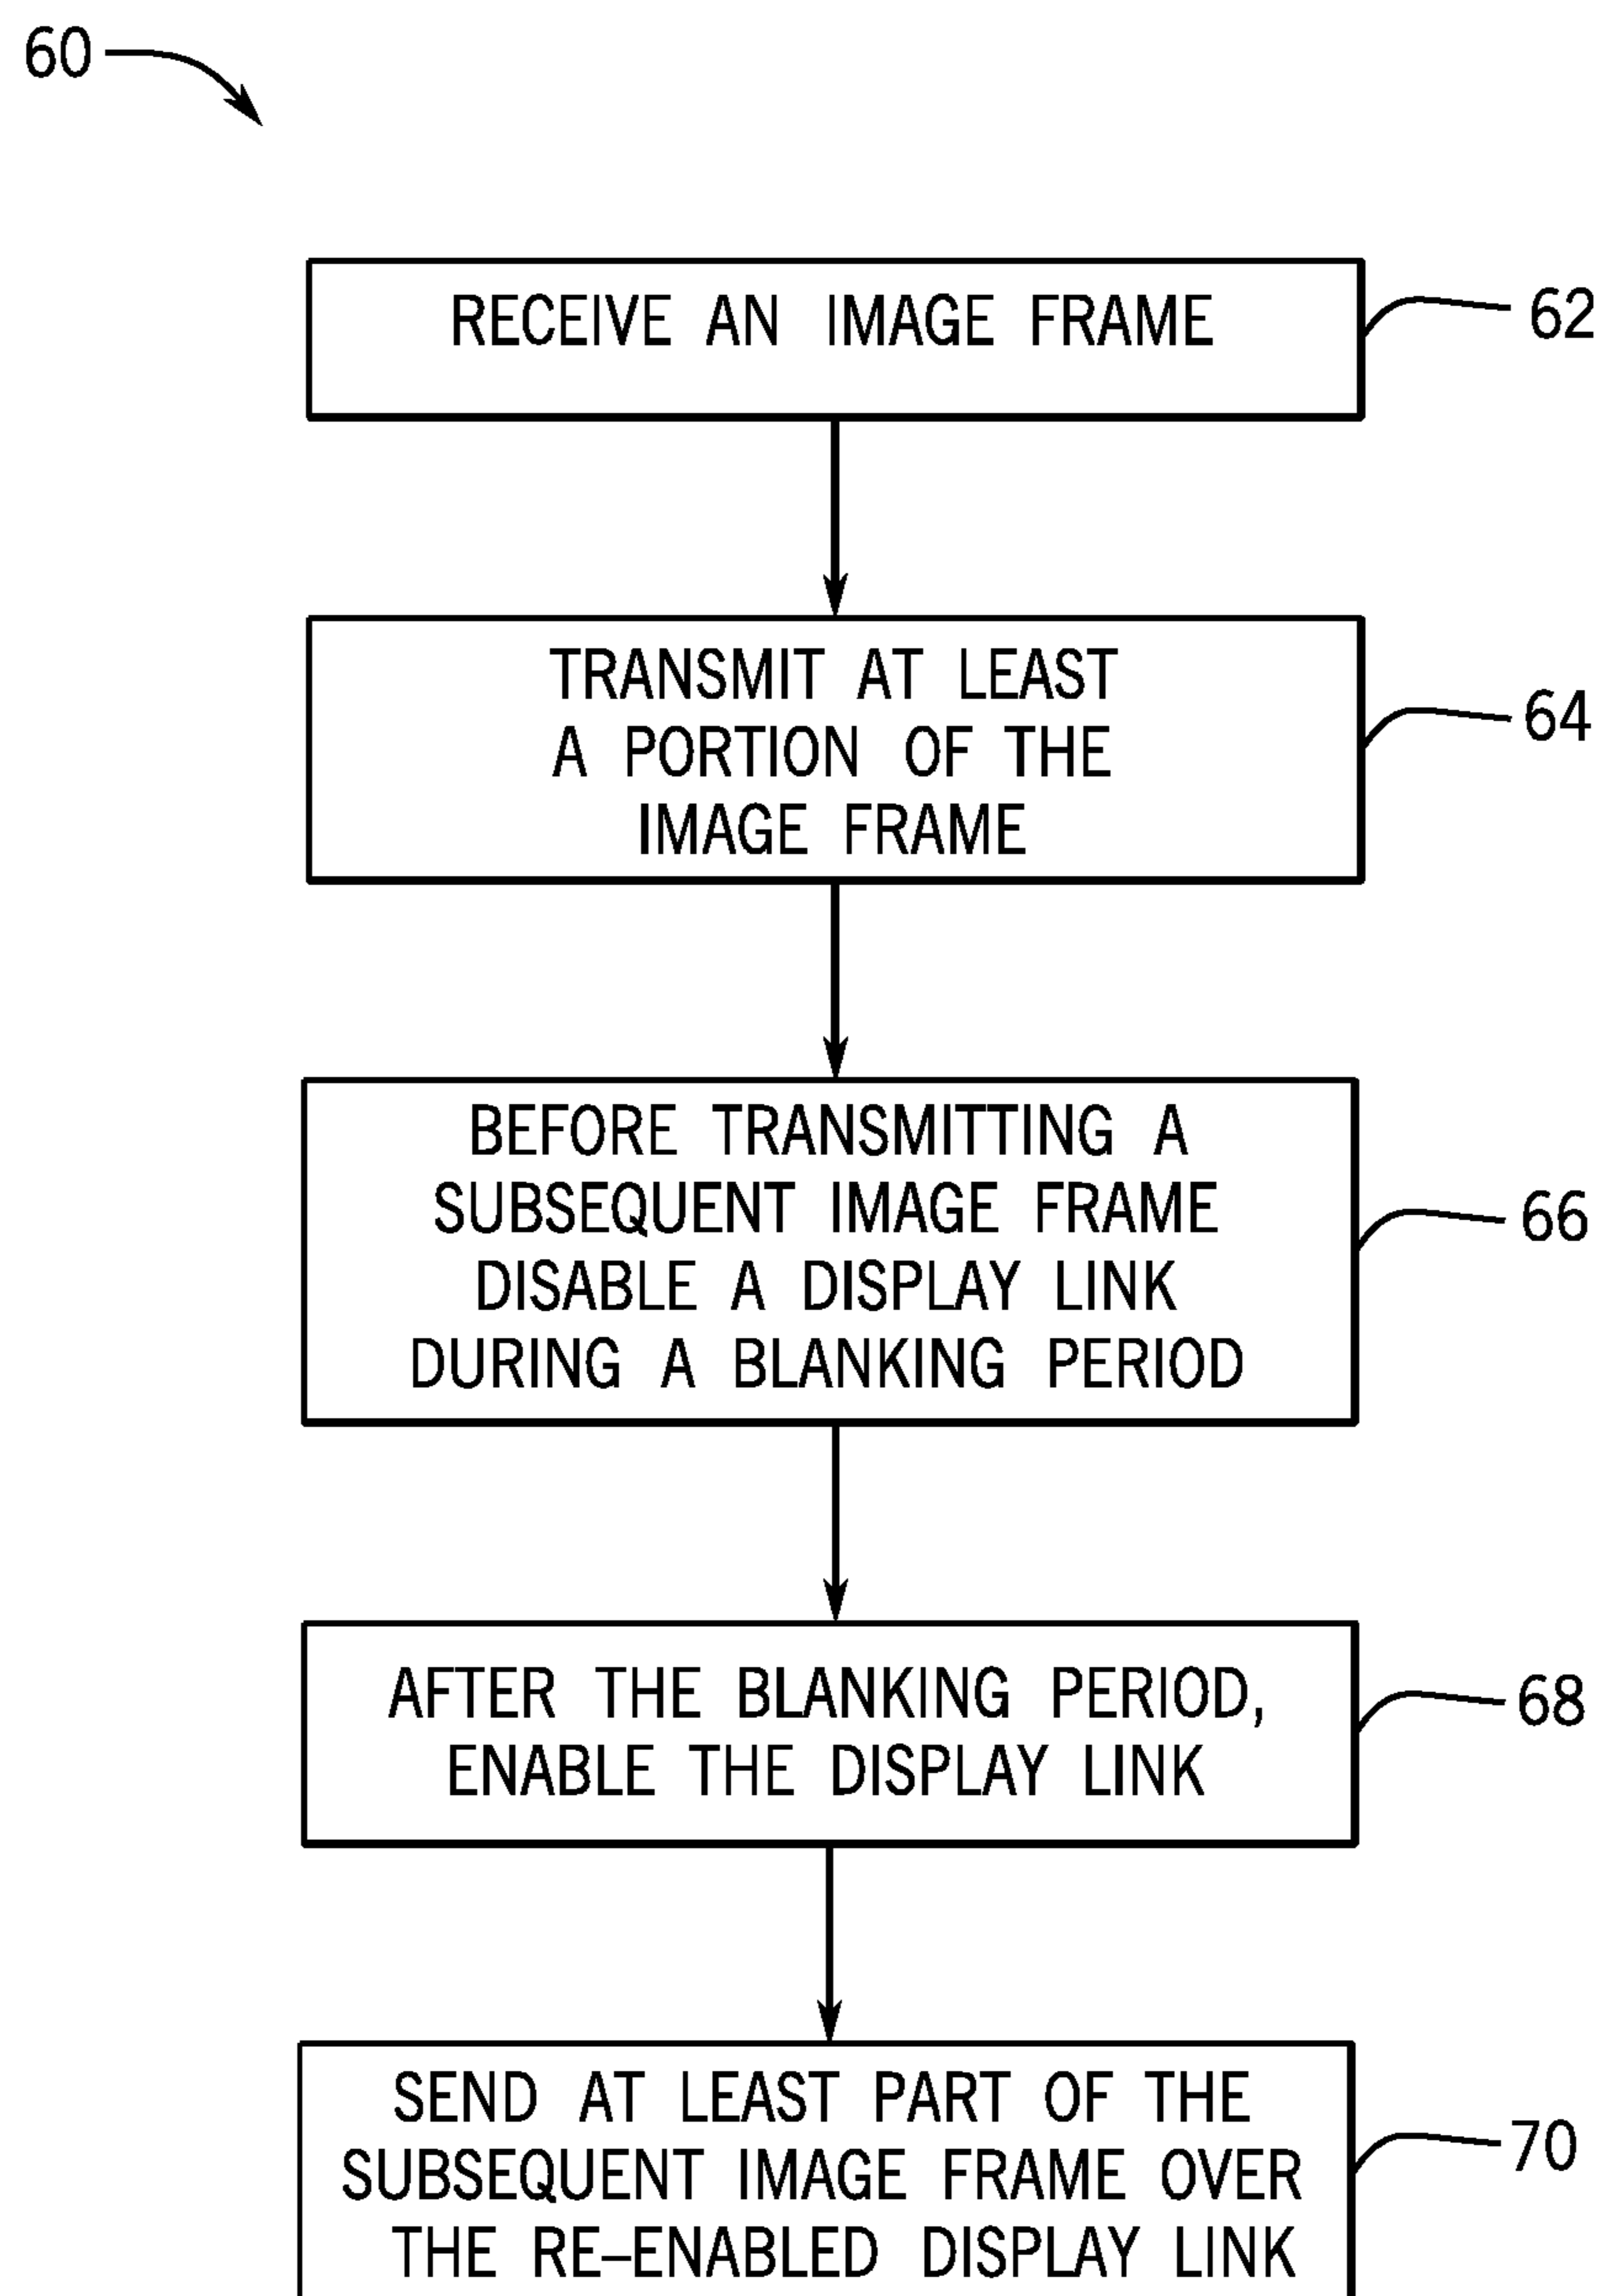 60
RECEIVE AN IMAGE FRAME
62
TRANSMIT AT LEAST
A PORTION OF THE
IMAGE FRAME
64
BEFORE TRANSMITTING A
SUBSEQUENT IMAGE FRAME
DISABLE A DISPLAY LINK
DURING A BLANKING PERIOD
66
AFTER THE BLANKING PERIOD,
ENABLE THE DISPLAY LINK
68
SEND AT LEAST PART OF THE
SUBSEQUENT IMAGE FRAME OVER
THE RE–ENABLED DISPLAY LINK
70